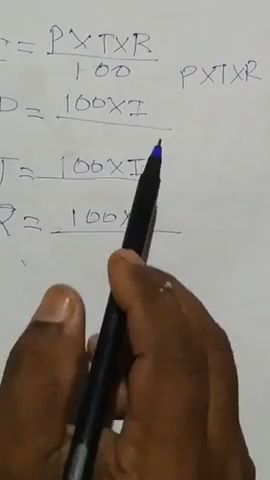 = P×T×R
100
P×T×R
P = 100×I
T = 100×I
R = 100×